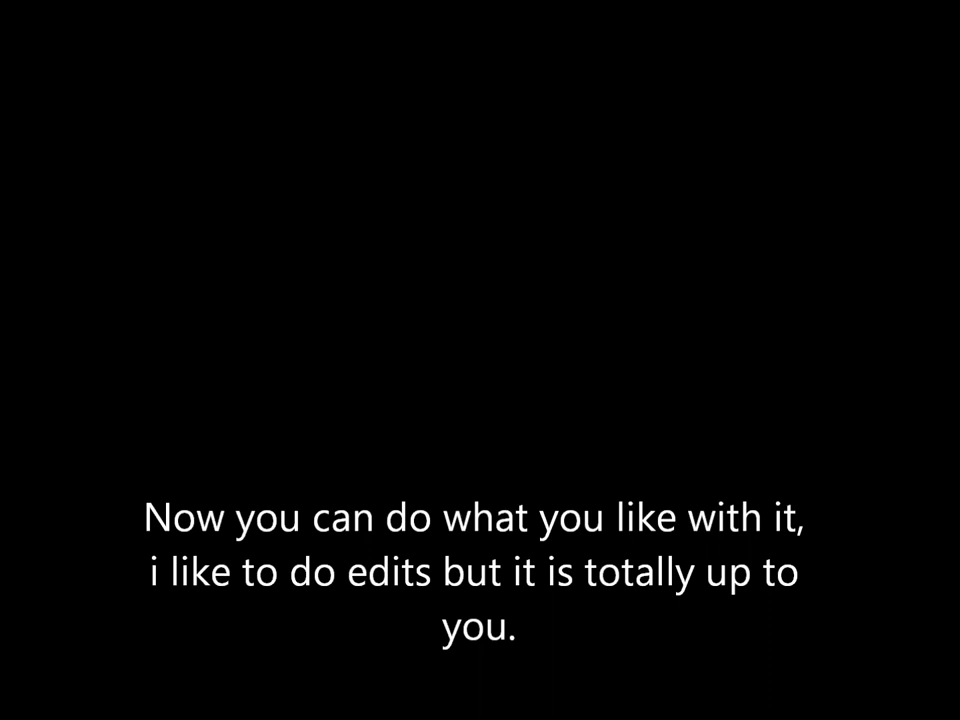 Now you can do what you like with it,
i like to do edits but it is totally up to
you.